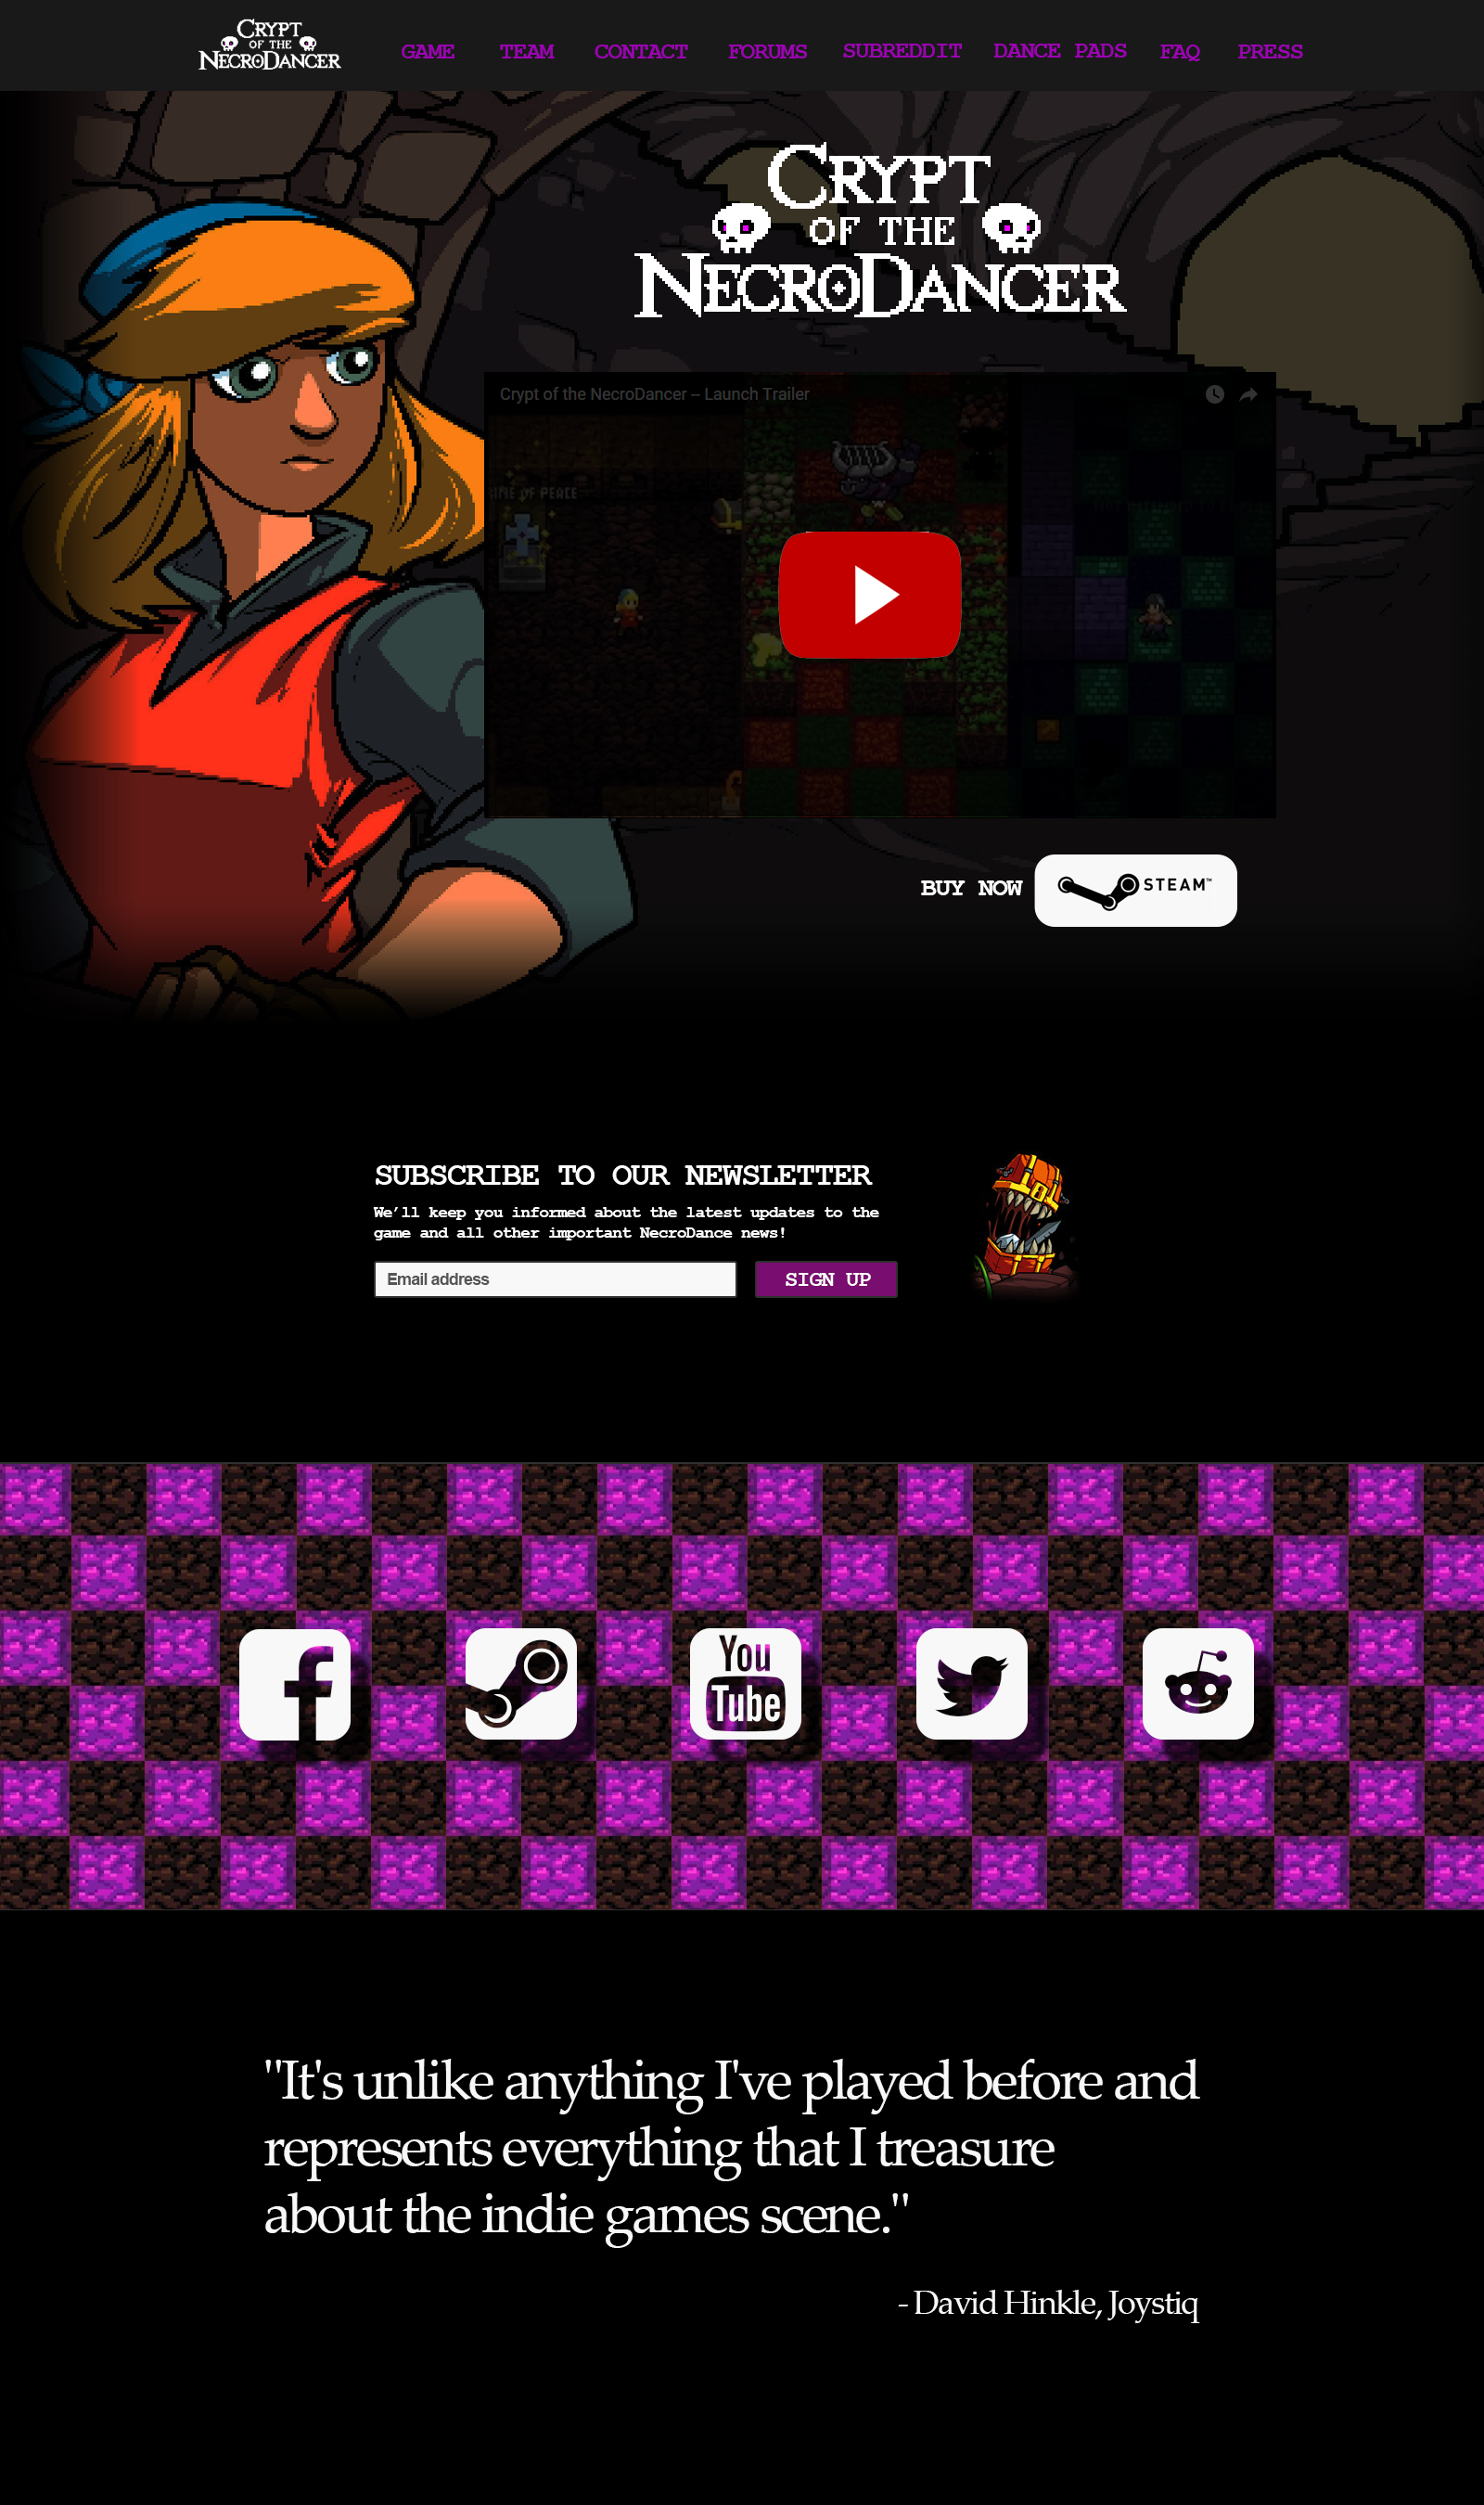 CRYPT
OF THE
NECRODANCER
GAME TEAM CONTACT FORUMS SUBREDDIT DANCE PADS FAQ PRESS
CRYPT
OF THE
NECRODANCER
Crypt of the NecroDancer – Launch Trailer
TIME OF PEACE
BUY NOW STEAM™
SUBSCRIBE TO OUR NEWSLETTER
We'll keep you informed about the latest updates to the
game and all other important NecroDance news!
Email address SIGN UP
You
Tube
"It's unlike anything I've played before and
represents everything that I treasure
about the indie games scene."
- David Hinkle, Joystiq